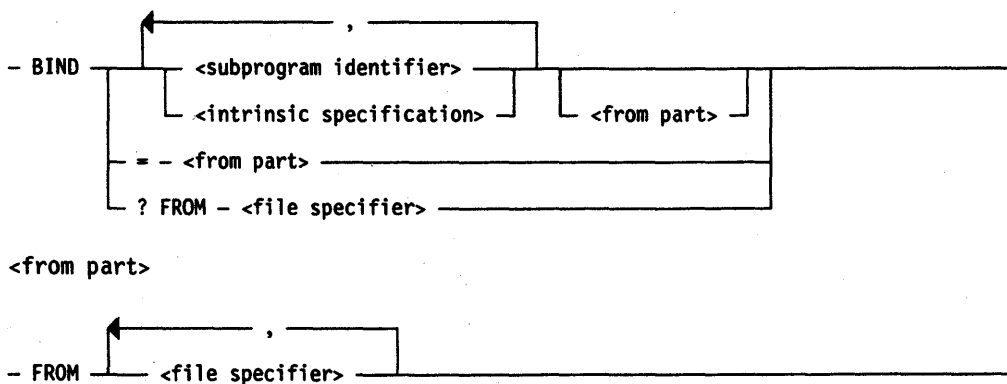 ,
– BIND <subprogram identifier>
<intrinsic specification> <from part>
= – <from part>
? FROM – <file specifier>
<from part>
,
– FROM <file specifier>